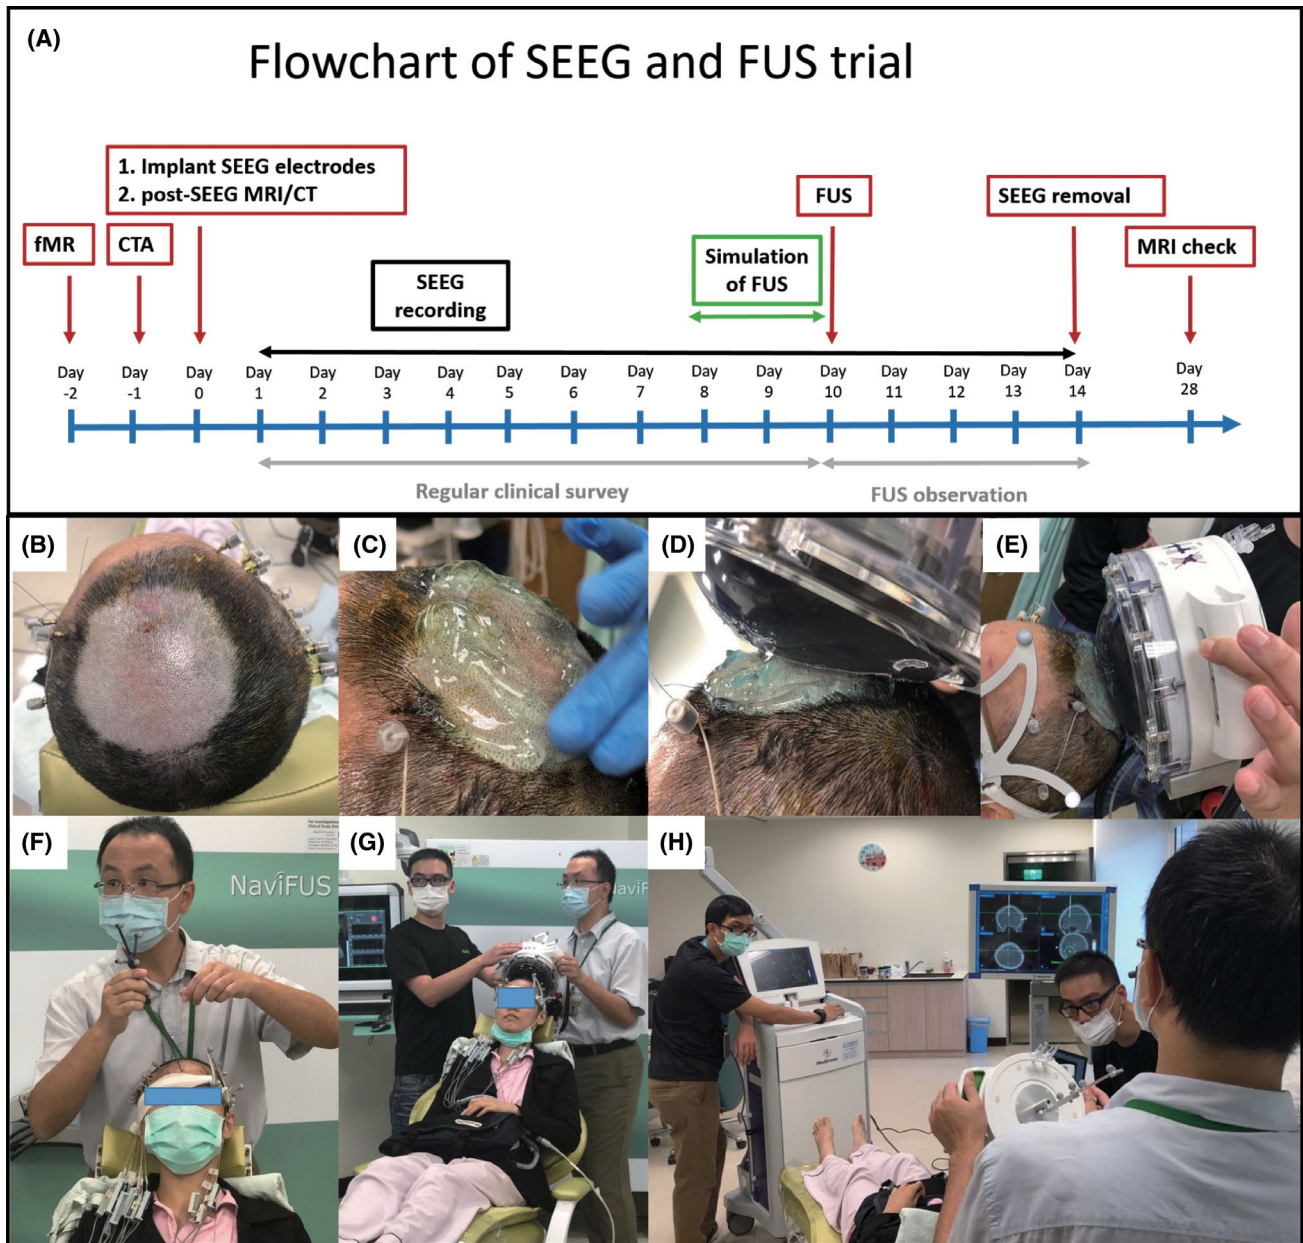 (A)
Flowchart of SEEG and FUS trial
1. Implant SEEG electrodes
2. post-SEEG MRI/CT
fMR
CTA
SEEG
recording
Simulation
of FUS
FUS
SEEG removal
MRI check
Day
-2
Day
-1
Day
0
Day
1
Day
2
Day
3
Day
4
Day
5
Day
6
Day
7
Day
8
Day
9
Day
10
Day
11
Day
12
Day
13
Day
14
Day
28
Regular clinical survey
FUS observation
(B)
(C)
(D)
(E)
(F)
NaviFUS
(G)
NaviF
(H)